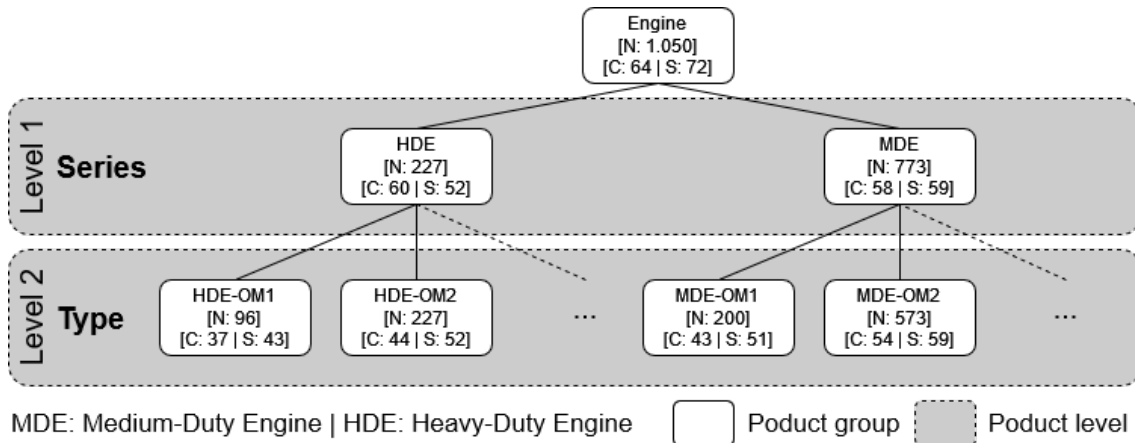 Engine
[N: 1.050]
[C: 64 | S: 72]
Level 1
Series
HDE
[N: 227]
[C: 60 | S: 52]
MDE
[N: 773]
[C: 58 | S: 59]
Level 2
Type
HDE-OM1
[N: 96]
[C: 37 | S: 43]
HDE-OM2
[N: 227]
[C: 44 | S: 52]
...
MDE-OM1
[N: 200]
[C: 43 | S: 51]
MDE-OM2
[N: 573]
[C: 54 | S: 59]
...
MDE: Medium-Duty Engine | HDE: Heavy-Duty Engine
Poduct group
Poduct level